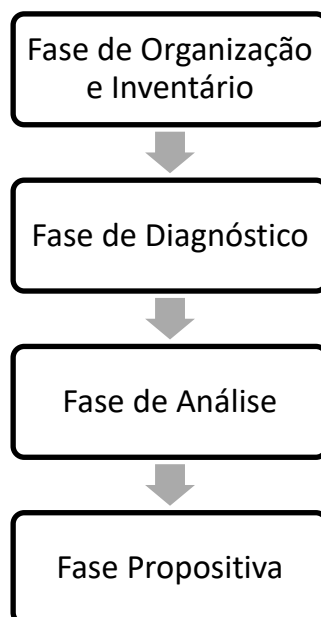 Fase de Organização
e Inventário
Fase de Diagnóstico
Fase de Análise
Fase Propositiva